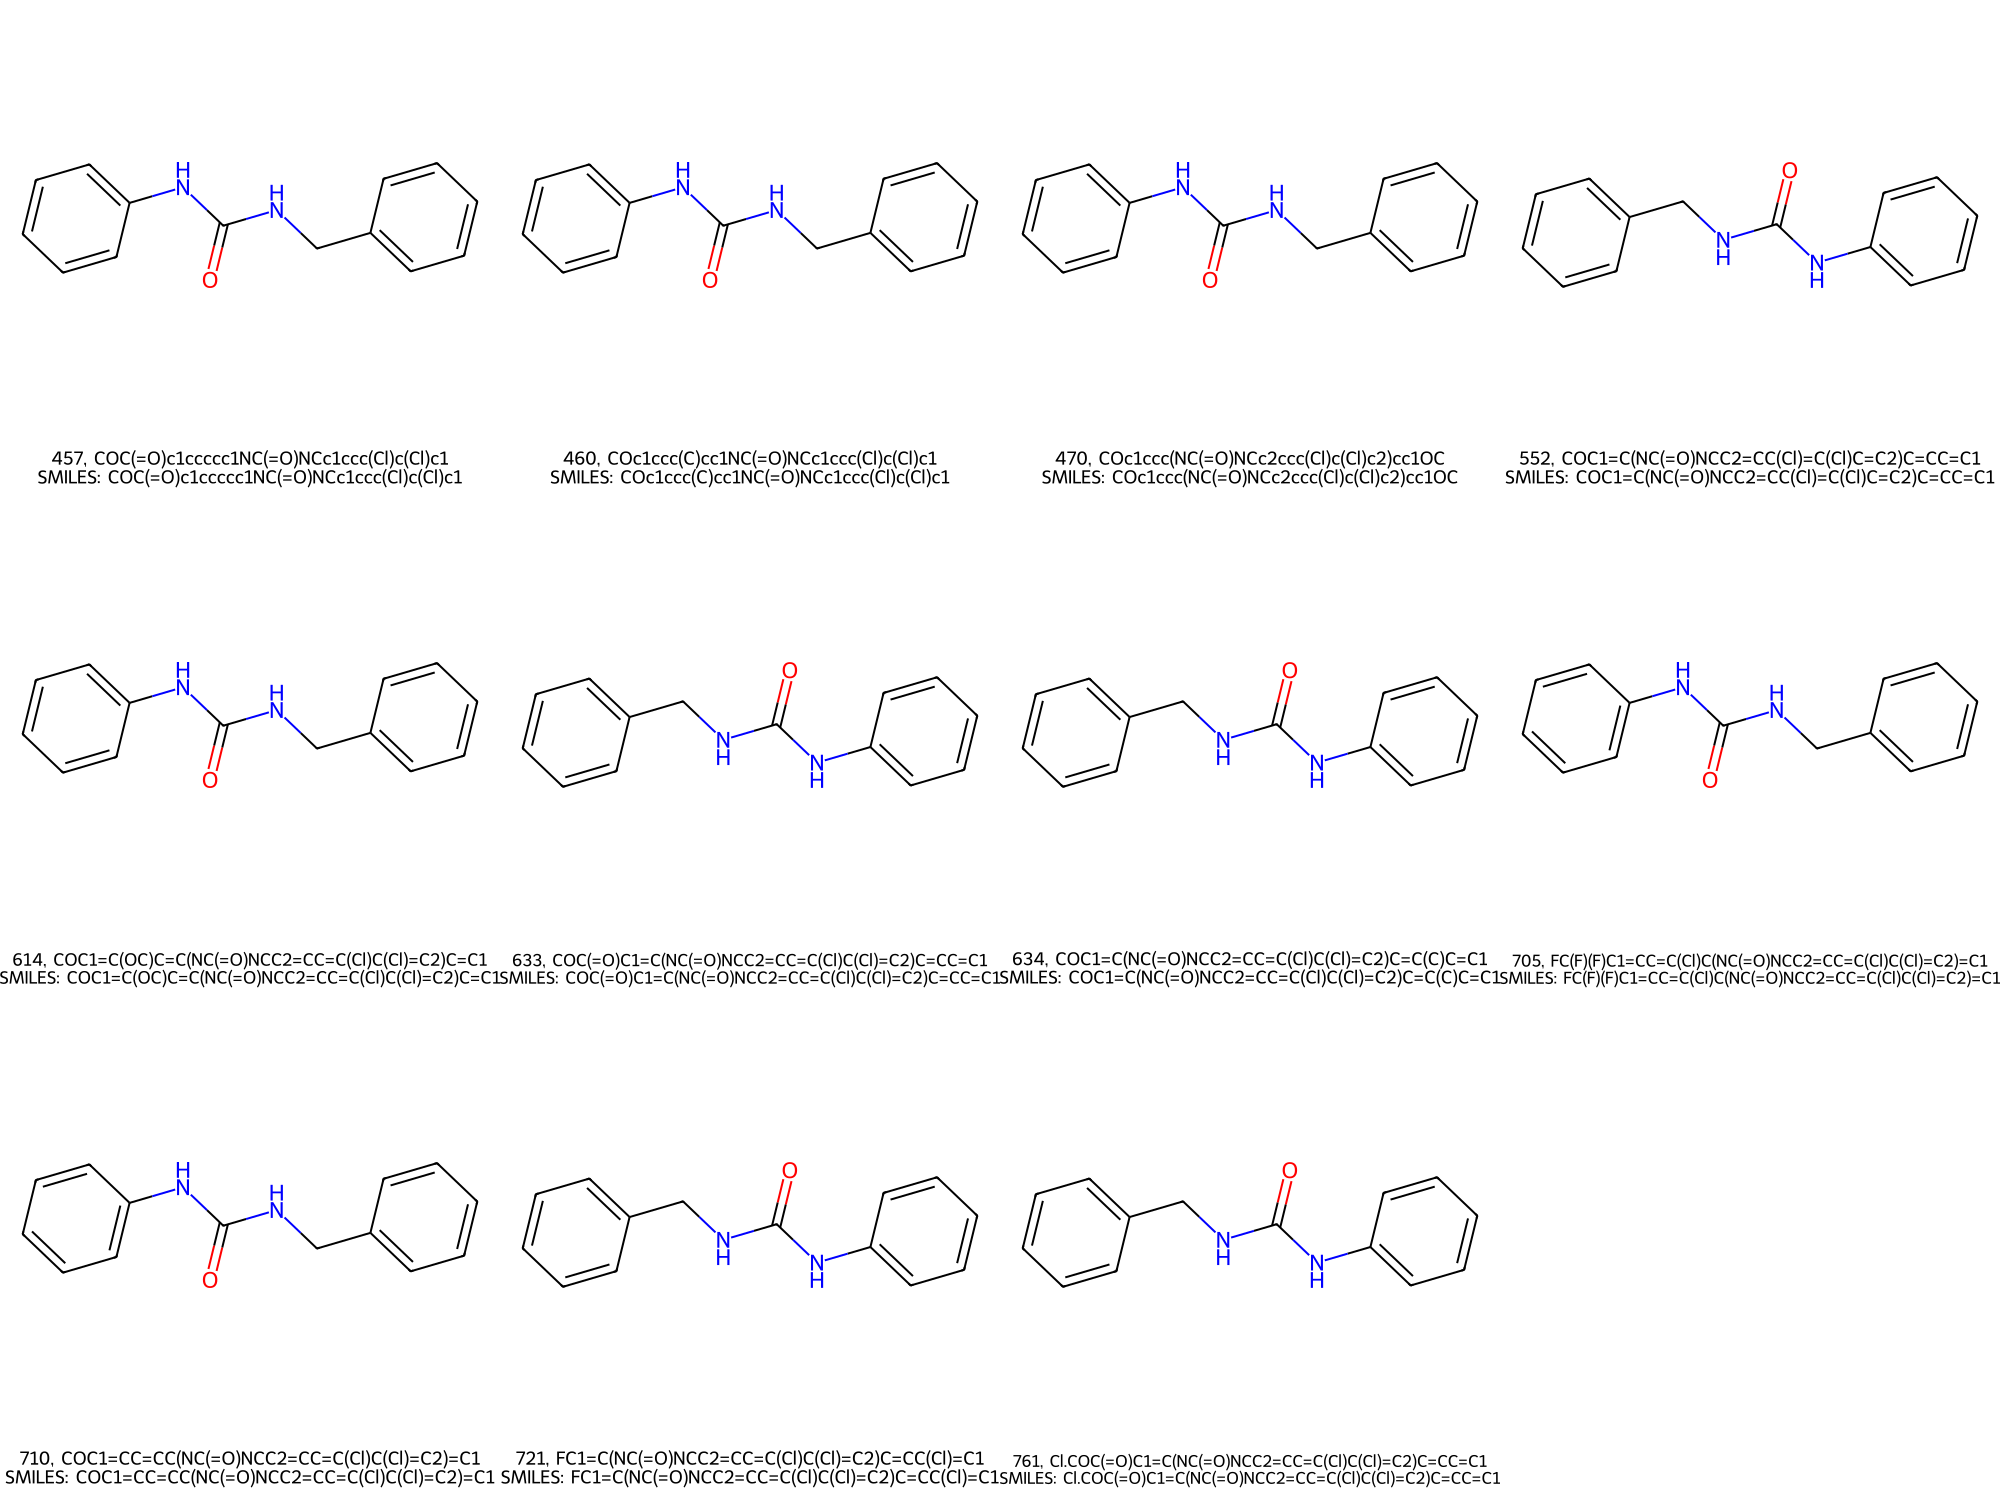 H
N
H
N
O
H
N
H
N
O
H
N
H
N
O
O
N
H
N
H
457, COC(=O)c1ccccc1NC(=O)NCc1ccc(Cl)c(Cl)c1
SMILES: COC(=O)c1ccccc1NC(=O)NCc1ccc(Cl)c(Cl)c1
460, COc1ccc(C)cc1NC(=O)NCc1ccc(Cl)c(Cl)c1
SMILES: COc1ccc(C)cc1NC(=O)NCc1ccc(Cl)c(Cl)c1
470, COc1ccc(NC(=O)NCc2ccc(Cl)c(Cl)c2)cc1OC
SMILES: COc1ccc(NC(=O)NCc2ccc(Cl)c(Cl)c2)cc1OC
552, COC1=C(NC(=O)NCC2=CC(Cl)=C(Cl)C=C2)C=CC=C1
SMILES: COC1=C(NC(=O)NCC2=CC(Cl)=C(Cl)C=C2)C=CC=C1
H
N
H
N
O
O
N
H
N
H
O
N
H
N
H
H
N
H
N
O
614, COC1=C(OC)C=C(NC(=O)NCC2=CC=C(Cl)C(Cl)=C2)C=C1
SMILES: COC1=C(OC)C=C(NC(=O)NCC2=CC=C(Cl)C(Cl)=C2)C=C1
633, COC(=O)C1=C(NC(=O)NCC2=CC=C(Cl)C(Cl)=C2)C=CC=C1
SMILES: COC(=O)C1=C(NC(=O)NCC2=CC=C(Cl)C(Cl)=C2)C=CC=C1
634, COC1=C(NC(=O)NCC2=CC=C(Cl)C(Cl)=C2)C=C(C)C=C1
SMILES: COC1=C(NC(=O)NCC2=CC=C(Cl)C(Cl)=C2)C=C(C)C=C1
705, FC(F)(F)C1=CC=C(Cl)C(NC(=O)NCC2=CC=C(Cl)C(Cl)=C2)=C1
SMILES: FC(F)(F)C1=CC=C(Cl)C(NC(=O)NCC2=CC=C(Cl)C(Cl)=C2)=C1
H
N
H
N
O
O
N
H
N
H
O
N
H
N
H
710, COC1=CC=CC(NC(=O)NCC2=CC=C(Cl)C(Cl)=C2)=C1
SMILES: COC1=CC=CC(NC(=O)NCC2=CC=C(Cl)C(Cl)=C2)=C1
721, FC1=C(NC(=O)NCC2=CC=C(Cl)C(Cl)=C2)C=CC(Cl)=C1
SMILES: FC1=C(NC(=O)NCC2=CC=C(Cl)C(Cl)=C2)C=CC(Cl)=C1
761, Cl.COC(=O)C1=C(NC(=O)NCC2=CC=C(Cl)C(Cl)=C2)C=CC=C1
SMILES: Cl.COC(=O)C1=C(NC(=O)NCC2=CC=C(Cl)C(Cl)=C2)C=CC=C1